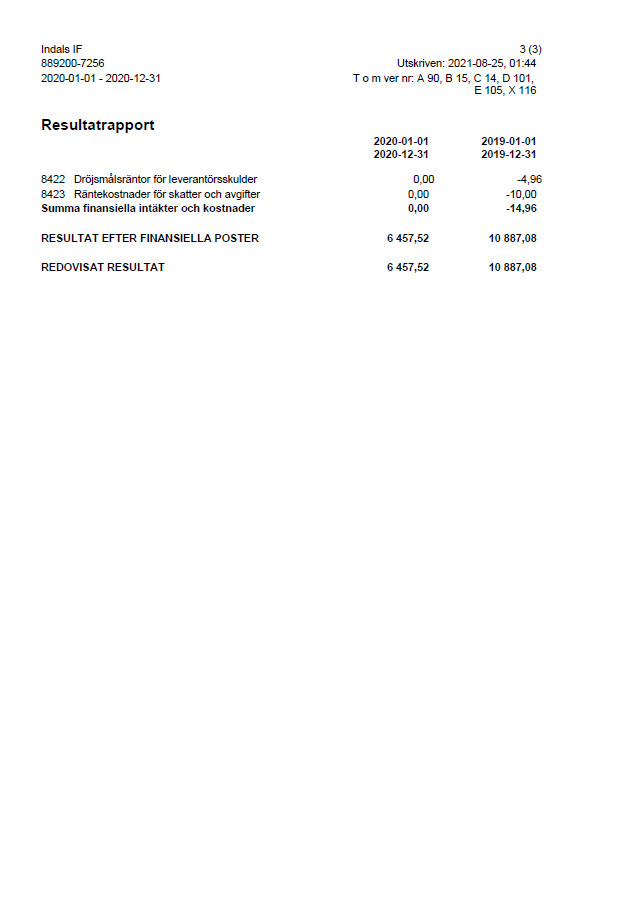 Indals IF 3 (3)
889200-7256 Utskriven: 2021-08-25, 01:44
2020-01-01 - 2020-12-31 T o m ver nr: A 90, B 15, C 14, D 101,
E 105, X 116
Resultatrapport
2020-01-01 2019-01-01
2020-12-31 2019-12-31
8422 Dröjsmålsräntor för leverantörsskulder 0,00 -4,96
8423 Räntekostnader för skatter och avgifter 0,00 -10,00
Summa finansiella intäkter och kostnader 0,00 -14,96
RESULTAT EFTER FINANSIELLA POSTER 6 457,52 10 887,08
REDOVISAT RESULTAT 6 457,52 10 887,08